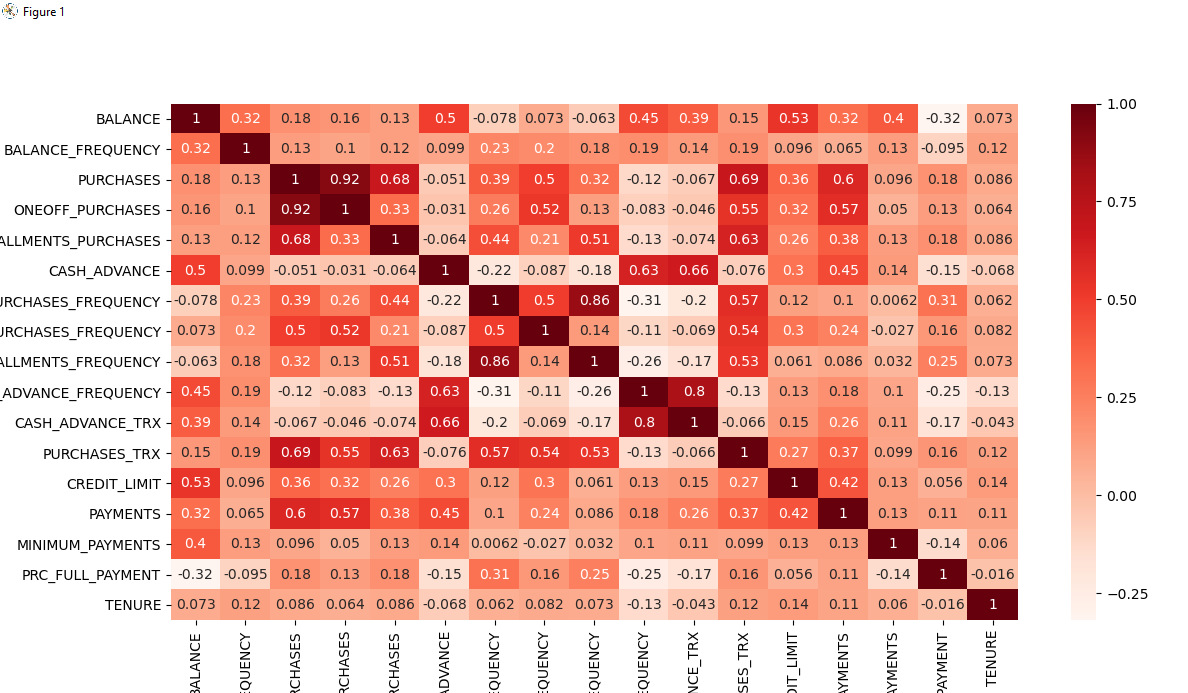 Figure 1
BALANCE 1 0.32 0.18 0.16 0.13 0.5 -0.078 0.073 -0.063 0.45 0.39 0.15 0.53 0.32 0.4 -0.32 0.073 1.00
BALANCE_FREQUENCY 0.32 1 0.13 0.1 0.12 0.099 0.23 0.2 0.18 0.19 0.14 0.19 0.096 0.065 0.13 -0.095 0.12
PURCHASES 0.18 0.13 1 0.92 0.68 -0.051 0.39 0.5 0.32 -0.12 -0.067 0.69 0.36 0.6 0.096 0.18 0.086
ONEOFF_PURCHASES 0.16 0.1 0.92 1 0.33 -0.031 0.26 0.52 0.13 -0.083 -0.046 0.55 0.32 0.57 0.05 0.13 0.064 0.75
ALLMENTS_PURCHASES 0.13 0.12 0.68 0.33 1 -0.064 0.44 0.21 0.51 -0.13 -0.074 0.63 0.26 0.38 0.13 0.18 0.086
CASH_ADVANCE 0.5 0.099 -0.051 -0.031 -0.064 1 -0.22 -0.087 -0.18 0.63 0.66 -0.076 0.3 0.45 0.14 -0.15 -0.068
URCHASES_FREQUENCY -0.078 0.23 0.39 0.26 0.44 -0.22 1 0.5 0.86 -0.31 -0.2 0.57 0.12 0.1 0.0062 0.31 0.062 0.50
URCHASES_FREQUENCY 0.073 0.2 0.5 0.52 0.21 -0.087 0.5 1 0.14 -0.11 -0.069 0.54 0.3 0.24 -0.027 0.16 0.082
ALLMENTS_FREQUENCY -0.063 0.18 0.32 0.13 0.51 -0.18 0.86 0.14 1 -0.26 -0.17 0.53 0.061 0.086 0.032 0.25 0.073
_ADVANCE_FREQUENCY 0.45 0.19 -0.12 -0.083 -0.13 0.63 -0.31 -0.11 -0.26 1 0.8 -0.13 0.13 0.18 0.1 -0.25 -0.13 0.25
CASH_ADVANCE_TRX 0.39 0.14 -0.067 -0.046 -0.074 0.66 -0.2 -0.069 -0.17 0.8 1 -0.066 0.15 0.26 0.11 -0.17 -0.043
PURCHASES_TRX 0.15 0.19 0.69 0.55 0.63 -0.076 0.57 0.54 0.53 -0.13 -0.066 1 0.27 0.37 0.099 0.16 0.12
CREDIT_LIMIT 0.53 0.096 0.36 0.32 0.26 0.3 0.12 0.3 0.061 0.13 0.15 0.27 1 0.42 0.13 0.056 0.14 0.00
PAYMENTS 0.32 0.065 0.6 0.57 0.38 0.45 0.1 0.24 0.086 0.18 0.26 0.37 0.42 1 0.13 0.11 0.11
MINIMUM_PAYMENTS 0.4 0.13 0.096 0.05 0.13 0.14 0.0062 -0.027 0.032 0.1 0.11 0.099 0.13 0.13 1 -0.14 0.06
PRC_FULL_PAYMENT -0.32 -0.095 0.18 0.13 0.18 -0.15 0.31 0.16 0.25 -0.25 -0.17 0.16 0.056 0.11 -0.14 1 -0.016 -0.25
TENURE 0.073 0.12 0.086 0.064 0.086 -0.068 0.062 0.082 0.073 -0.13 -0.043 0.12 0.14 0.11 0.06 -0.016 1
BALANCE
EQUENCY
RCHASES
RCHASES
RCHASES
ADVANCE
EQUENCY
EQUENCY
EQUENCY
EQUENCY
NCE_TRX
SES_TRX
DIT_LIMIT
AYMENTS
AYMENTS
PAYMENT
TENURE